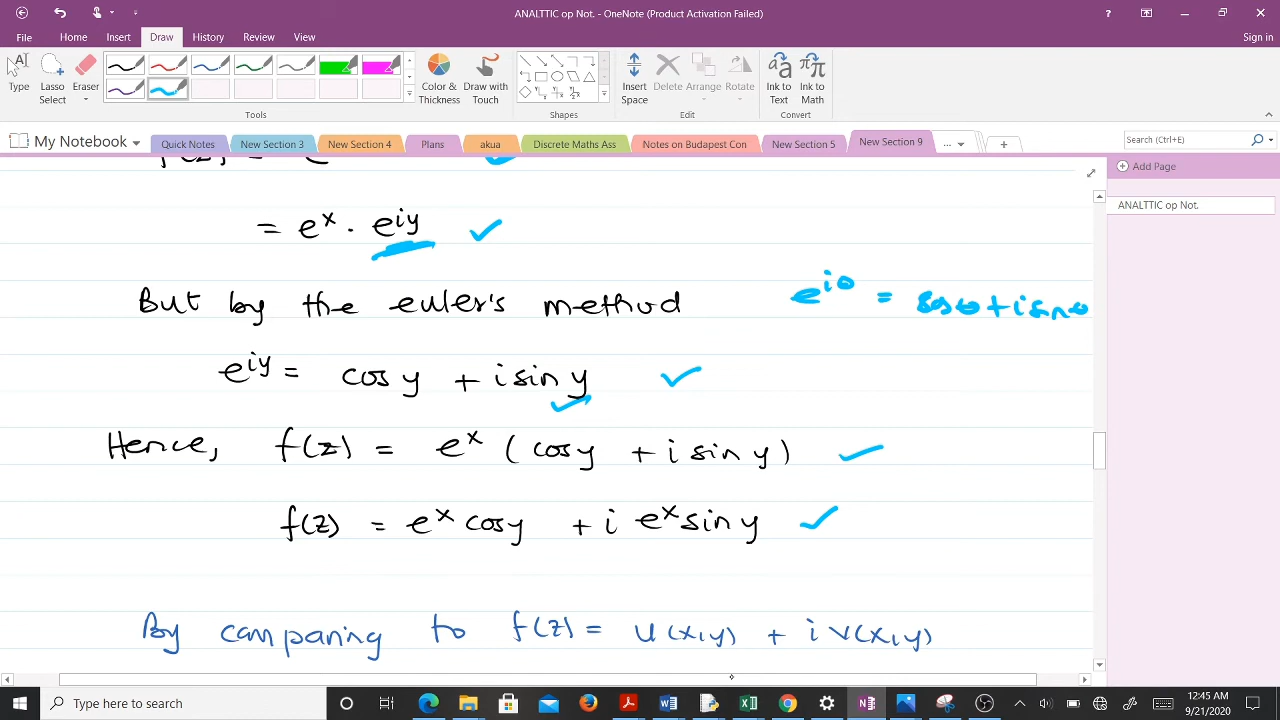 ANALTTIC op Not. - OneNote (Product Activation Failed)
File Home Insert Draw History Review View
Sign in
Type
Lasso Select
Eraser
Color & Thickness
Draw with Touch
Insert Space
Delete
Arrange
Rotate
Ink to Text
Ink to Math
Tools
Shapes
Edit
Convert
My Notebook
Quick Notes
New Section 3
New Section 4
Plans
akua
Discrete Maths Ass
Notes on Budapest Con
New Section 5
New Section 9
...
Search (Ctrl+E)
Add Page
ANALTTIC op Not.
= e^x . e^iy
But by the euler's method
e^iθ = cosθ + i sinθ
e^iy = cos y + i sin y
Hence, f(z) = e^x (cosy + i sin y)
f(z) = e^x cosy + i e^x sin y
By camparing to f(z) = u(x,y) + i v(x,y)
Type here to search
12:45 AM
9/21/2020